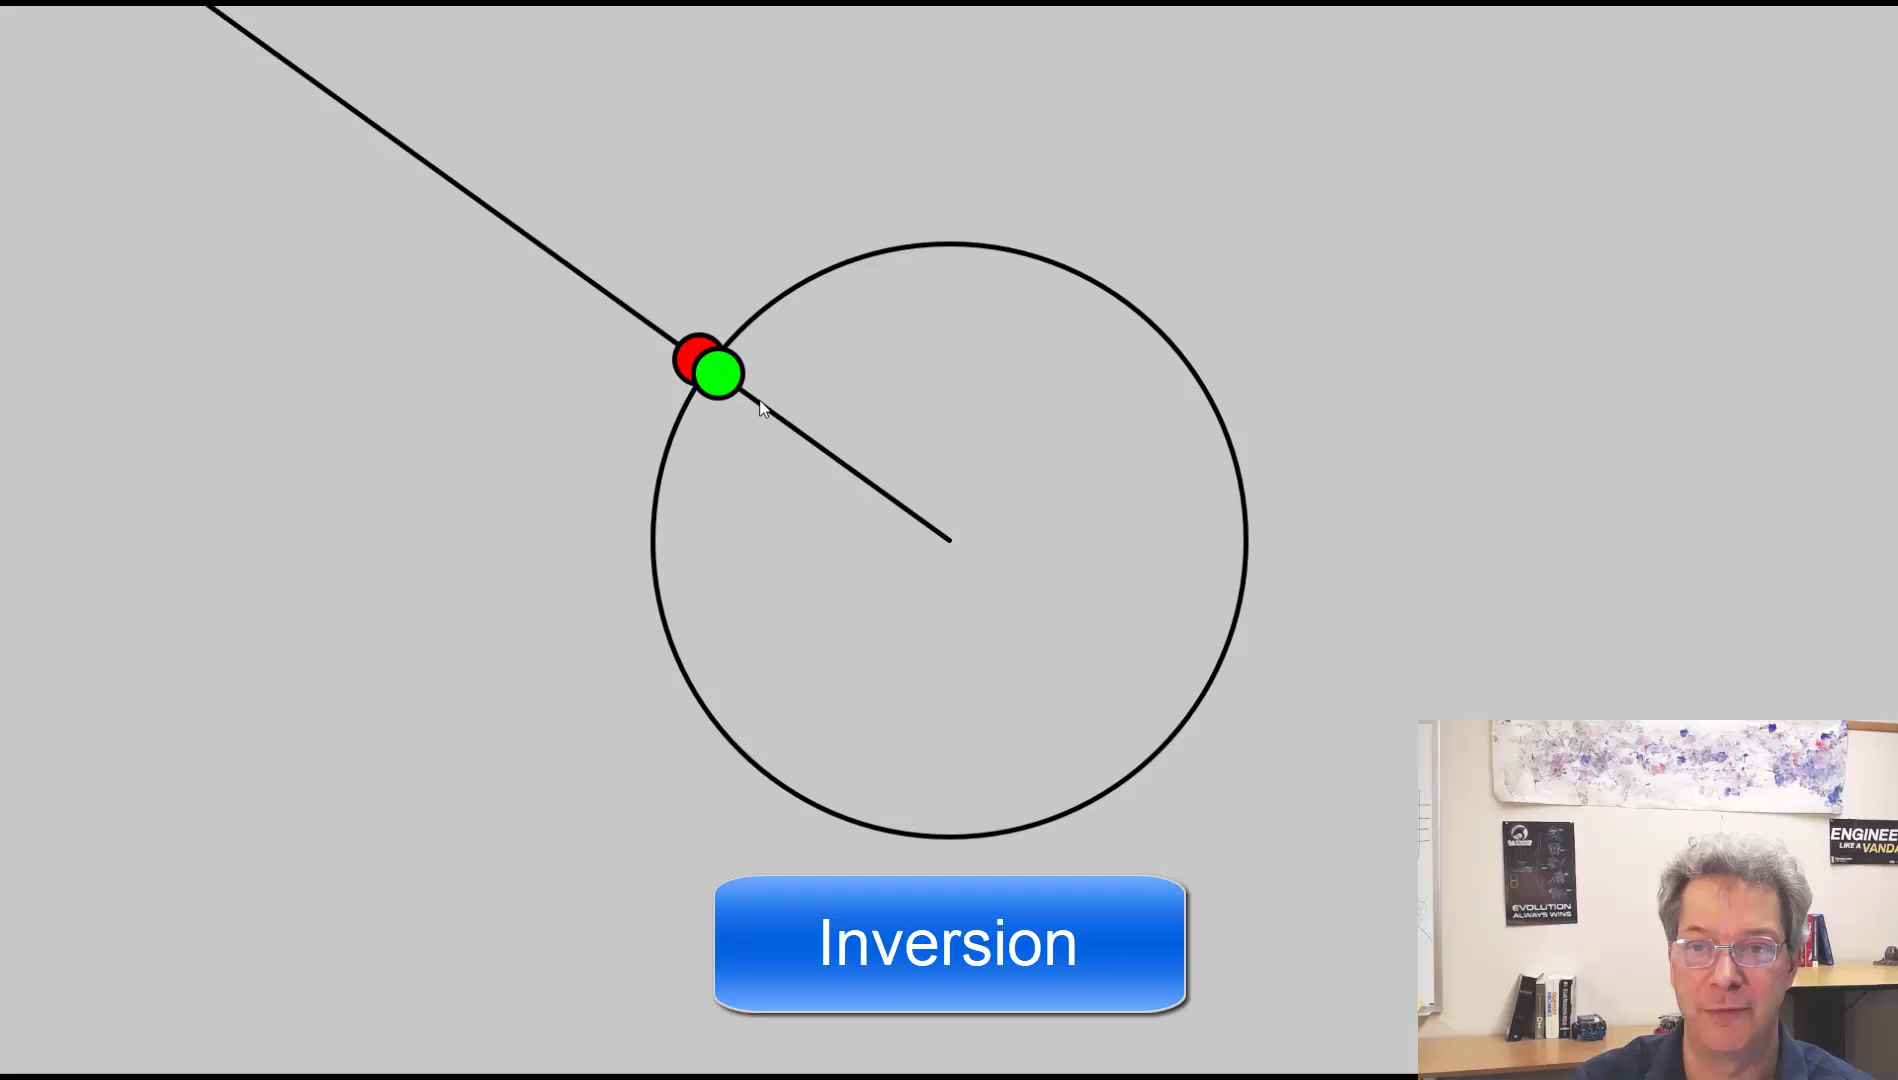 Inversion
ENGINEE
LIKE A VANDA
EVOLUTION
ALWAYS WINS